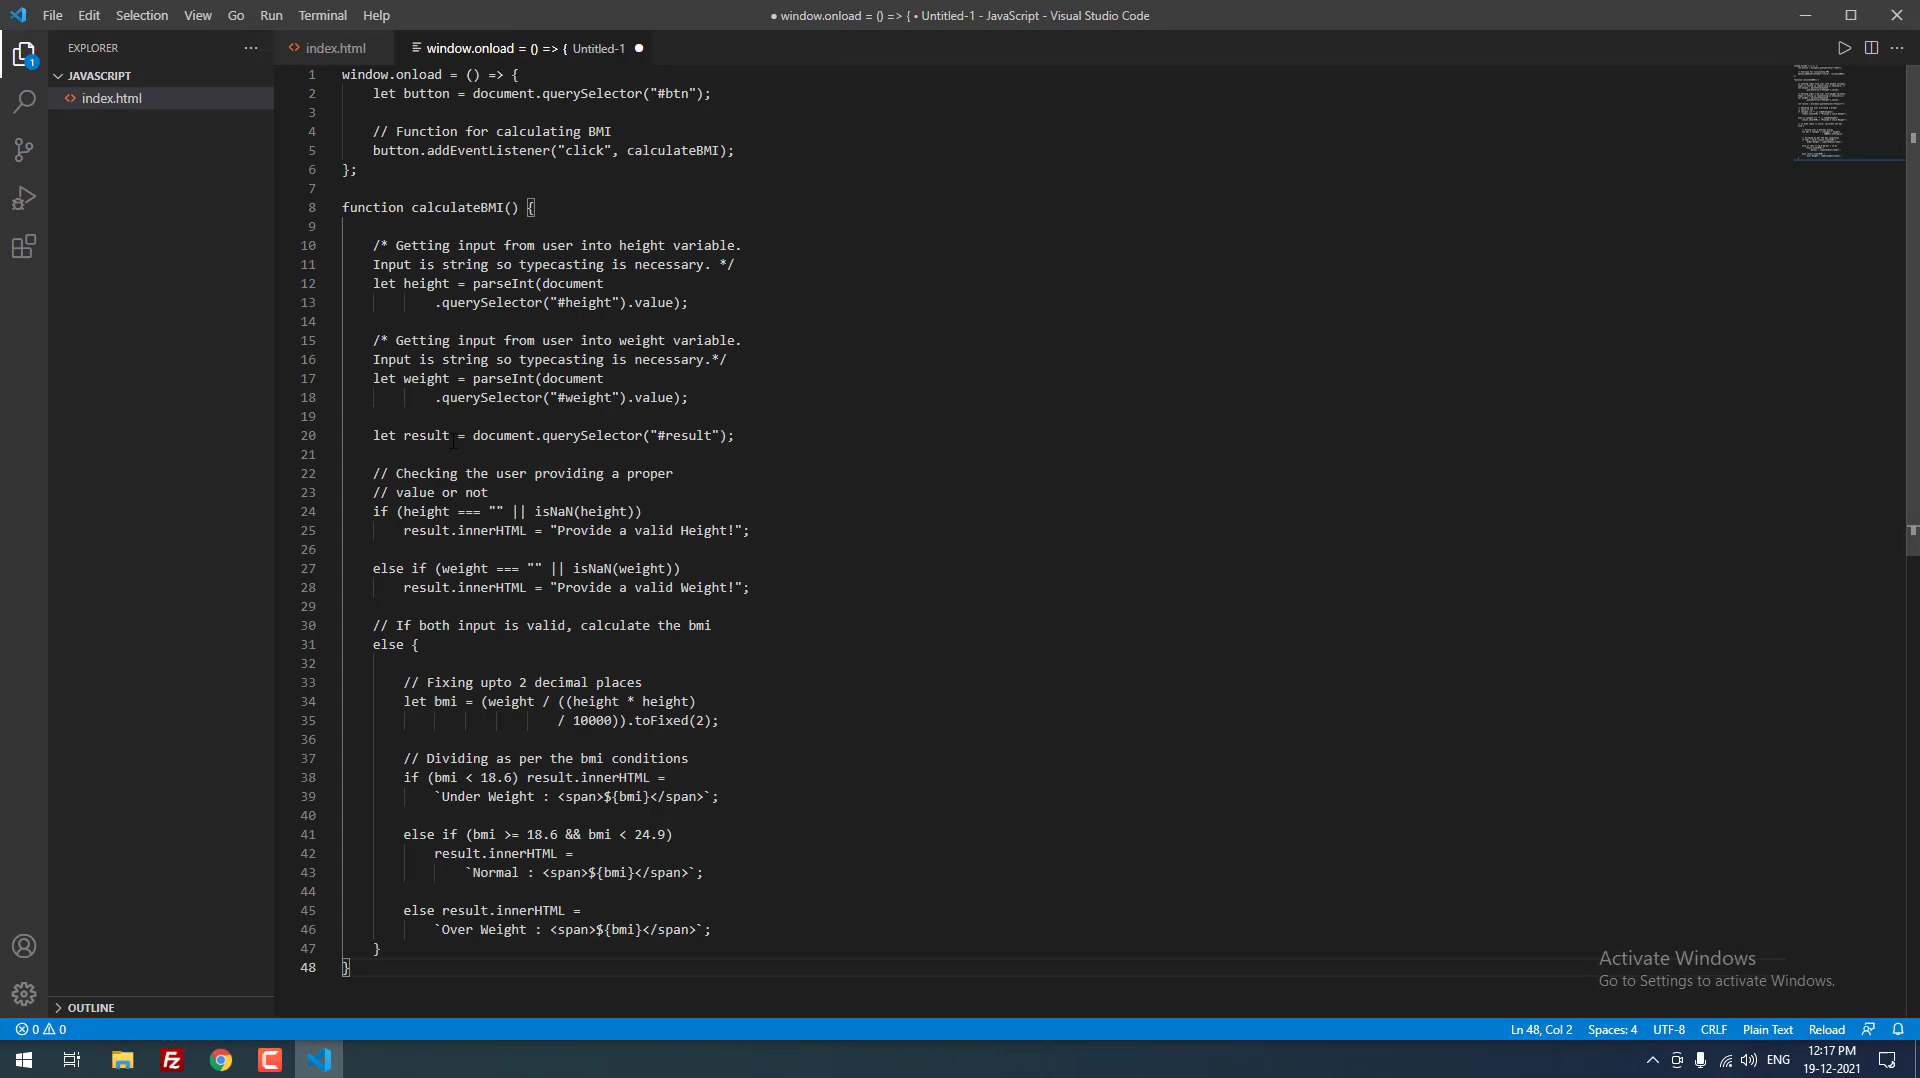 File Edit Selection View Go Run Terminal Help
● window.onload = () => { • Untitled-1 - JavaScript - Visual Studio Code
EXPLORER
JAVASCRIPT
index.html
1
index.html
window.onload = () => { Untitled-1
1 window.onload = () => {
2 let button = document.querySelector("#btn");
3
4 // Function for calculating BMI
5 button.addEventListener("click", calculateBMI);
6 };
7
8 function calculateBMI() {
9
10 /* Getting input from user into height variable.
11 Input is string so typecasting is necessary. */
12 let height = parseInt(document
13 .querySelector("#height").value);
14
15 /* Getting input from user into weight variable.
16 Input is string so typecasting is necessary.*/
17 let weight = parseInt(document
18 .querySelector("#weight").value);
19
20 let result = document.querySelector("#result");
21
22 // Checking the user providing a proper
23 // value or not
24 if (height === "" || isNaN(height))
25 result.innerHTML = "Provide a valid Height!";
26
27 else if (weight === "" || isNaN(weight))
28 result.innerHTML = "Provide a valid Weight!";
29
30 // If both input is valid, calculate the bmi
31 else {
32
33 // Fixing upto 2 decimal places
34 let bmi = (weight / ((height * height)
35 / 10000)).toFixed(2);
36
37 // Dividing as per the bmi conditions
38 if (bmi < 18.6) result.innerHTML =
39 `Under Weight : <span>${bmi}</span>`;
40
41 else if (bmi >= 18.6 && bmi < 24.9)
42 result.innerHTML =
43 `Normal : <span>${bmi}</span>`;
44
45 else result.innerHTML =
46 `Over Weight : <span>${bmi}</span>`;
47 }
48 }
Activate Windows
Go to Settings to activate Windows.
OUTLINE
0 0
Ln 48, Col 2 Spaces: 4 UTF-8 CRLF Plain Text Reload
Fz
C
ENG
12:17 PM
19-12-2021